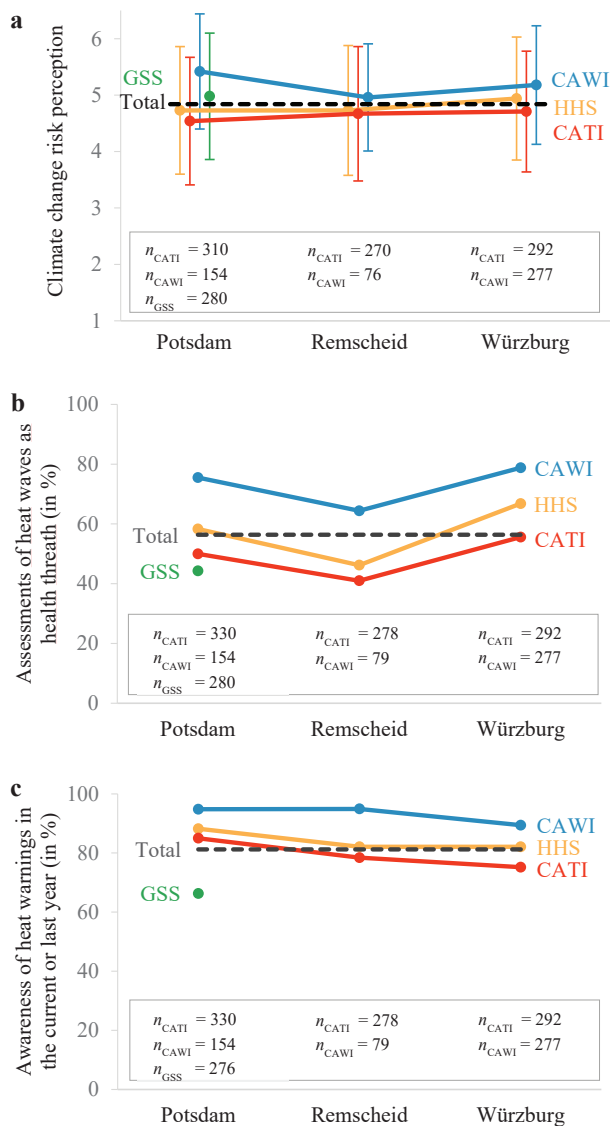 a
Climate change risk perception
6
5
4
3
2
1
GSS
Total
CAWI
HHS
CATI
nCATI = 310 nCATI = 270 nCATI = 292
nCAWI = 154 nCAWI = 76 nCAWI = 277
nGSS = 280
Potsdam Remscheid Würzburg
b
Assessments of heat waves as
health threath (in %)
100
80
60
40
20
0
CAWI
HHS
Total
CATI
GSS
nCATI = 330 nCATI = 278 nCATI = 292
nCAWI = 154 nCAWI = 79 nCAWI = 277
nGSS = 280
Potsdam Remscheid Würzburg
c
Awareness of heat warnings in
the current or last year (in %)
100
80
60
40
20
0
CAWI
Total
HHS
CATI
GSS
nCATI = 330 nCATI = 278 nCATI = 292
nCAWI = 154 nCAWI = 79 nCAWI = 277
nGSS = 276
Potsdam Remscheid Würzburg